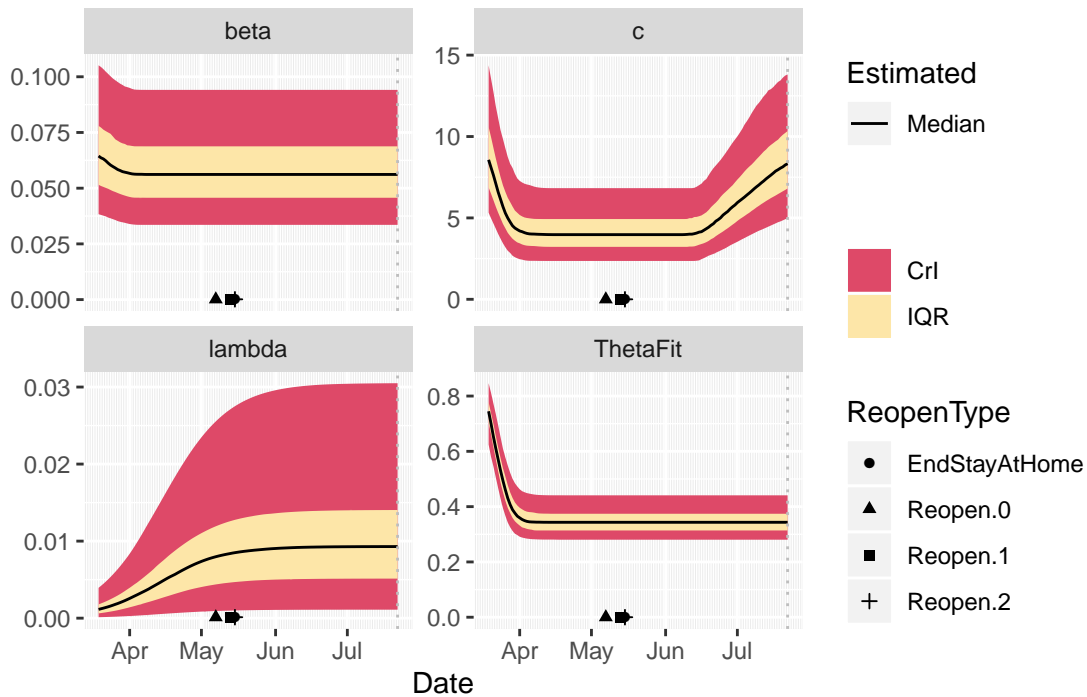 beta
c
0.100
0.075
0.050
0.025
0.000
15
10
5
0
lambda
ThetaFit
0.03
0.02
0.01
0.00
0.8
0.6
0.4
0.2
0.0
Apr May Jun Jul
Apr May Jun Jul
Date
Estimated
Median
CrI
IQR
ReopenType
EndStayAtHome
Reopen.0
Reopen.1
Reopen.2